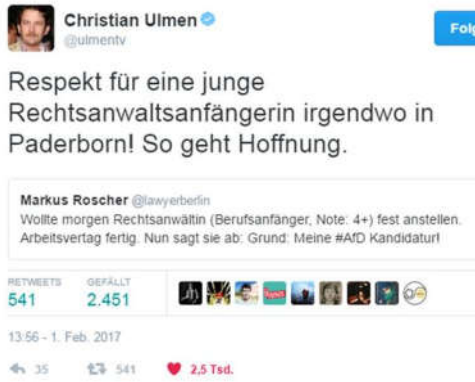 Christian Ulmen
@ulmentv
Folg
Respekt für eine junge
Rechtsanwaltsanfängerin irgendwo in
Paderborn! So geht Hoffnung.
Markus Roscher @lawyerberlin
Wollte morgen Rechtsanwältin (Berufsanfänger, Note: 4+) fest anstellen.
Arbeitsvertag fertig. Nun sagt sie ab: Grund: Meine #AfD Kandidatur!
RETWEETS GEFÄLLT
541 2.451
13:56 - 1. Feb. 2017
35 541 2,5 Tsd.